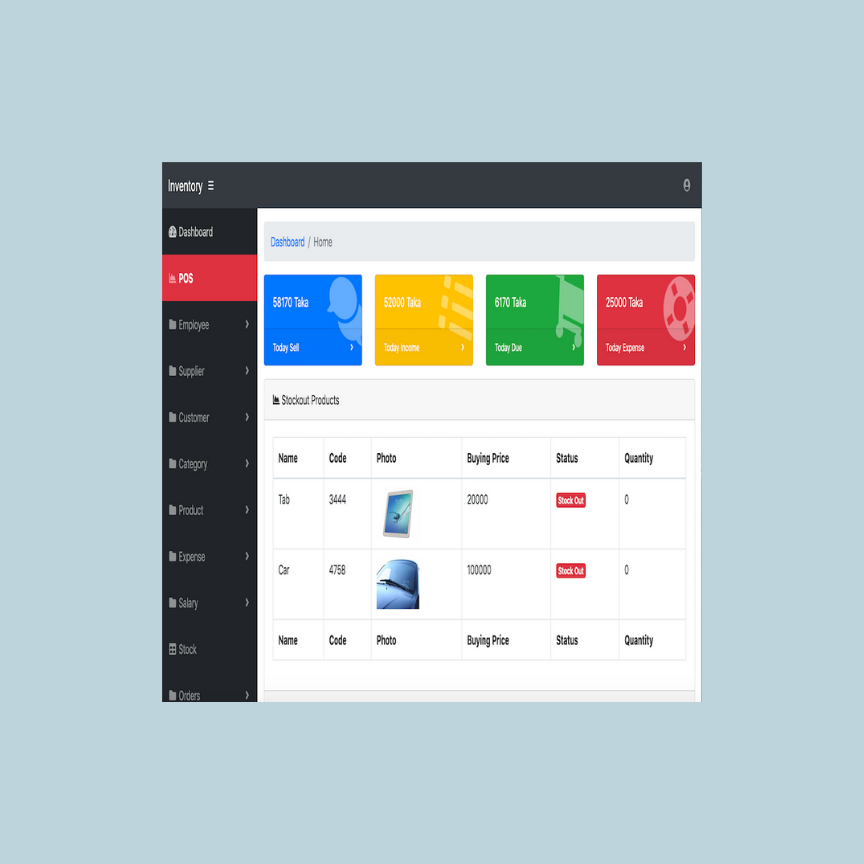 Inventory
Dashboard
POS
Employee
Supplier
Customer
Category
Product
Expense
Salary
Stock
Orders
Dashboard / Home
58170 Taka
Today Sell
52000 Taka
Today Income
6170 Taka
Today Due
25000 Taka
Today Expense
Stockout Products
Name Code Photo Buying Price Status Quantity
Tab 3444 20000 Stock Out 0
Car 4758 100000 Stock Out 0
Name Code Photo Buying Price Status Quantity